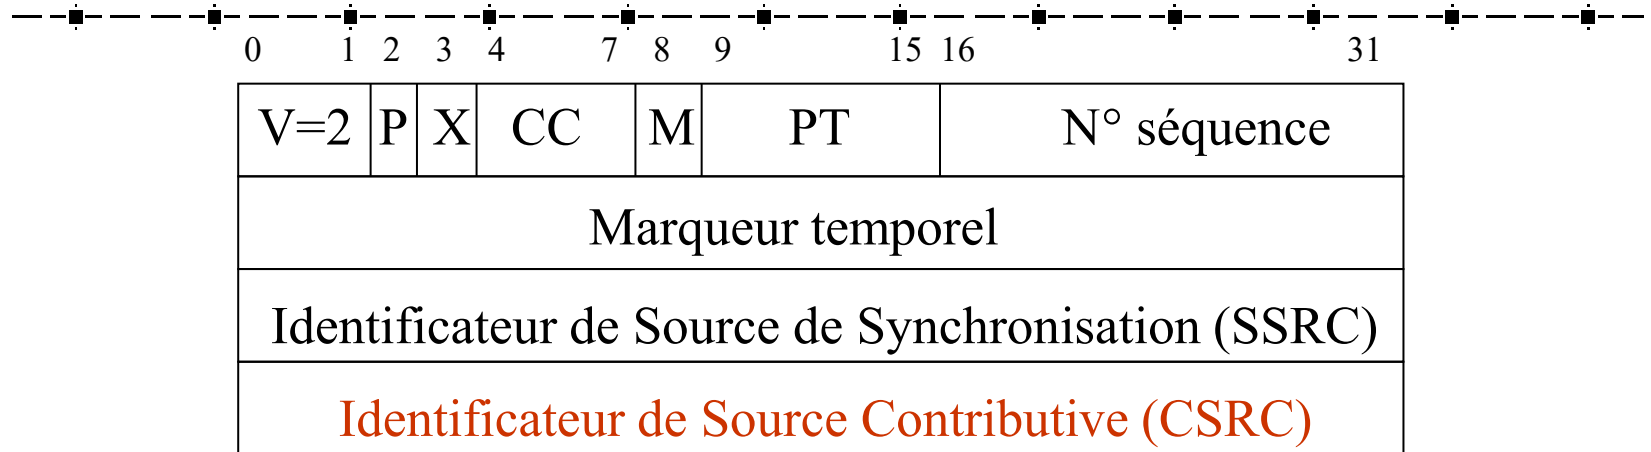 0 1 2 3 4 7 8 9 15 16 31
V=2 P X CC M PT N° séquence
Marqueur temporel
Identificateur de Source de Synchronisation (SSRC)
Identificateur de Source Contributive (CSRC)